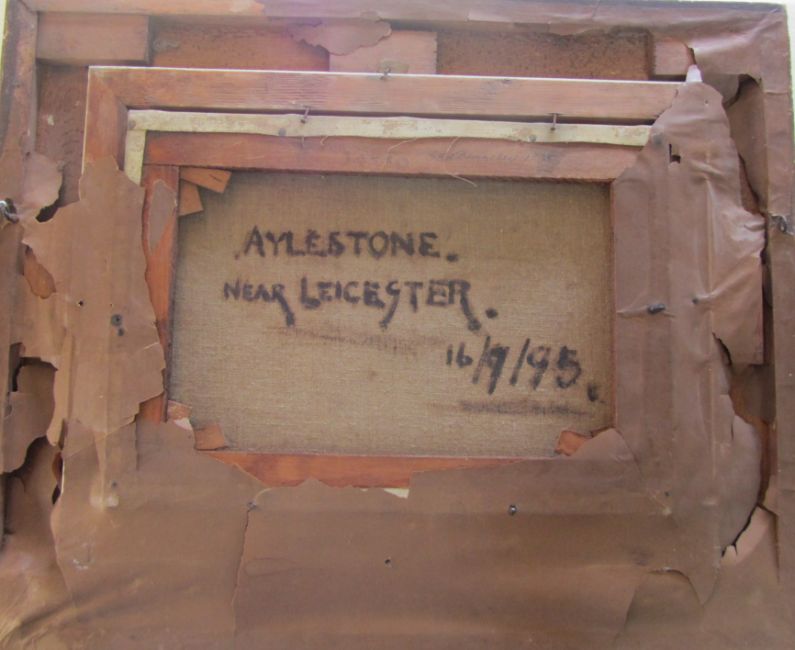 .AYLESTONE.
NEAR LEICESTER.
16/9/95.